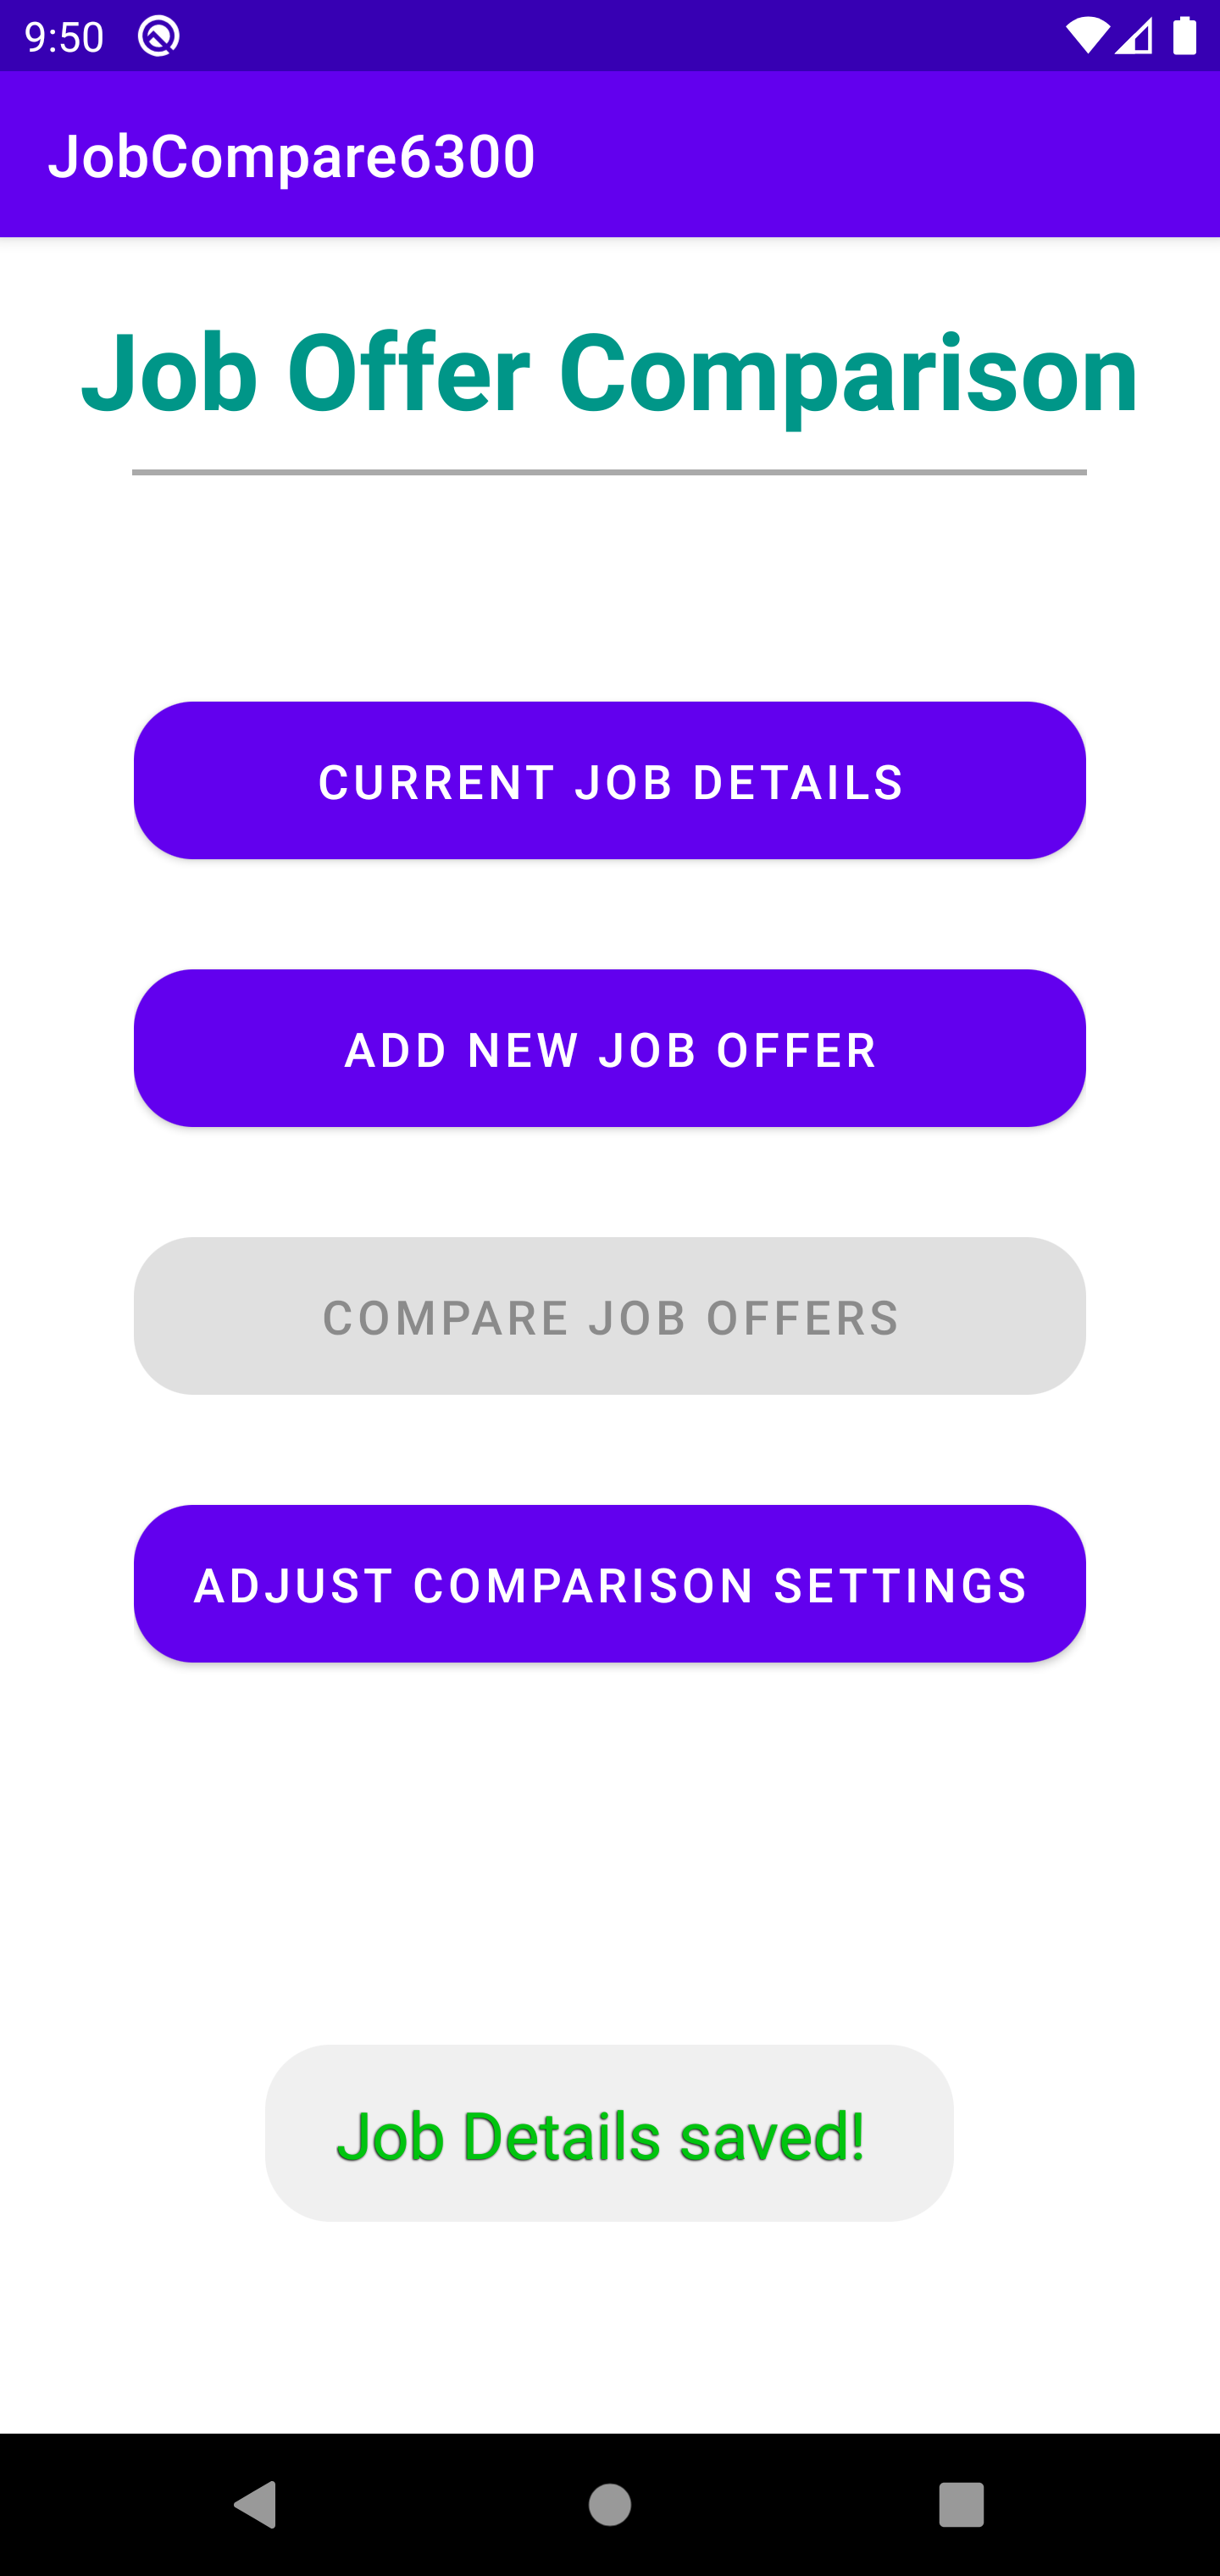 9:50
JobCompare6300
Job Offer Comparison
CURRENT JOB DETAILS
ADD NEW JOB OFFER
COMPARE JOB OFFERS
ADJUST COMPARISON SETTINGS
Job Details saved!